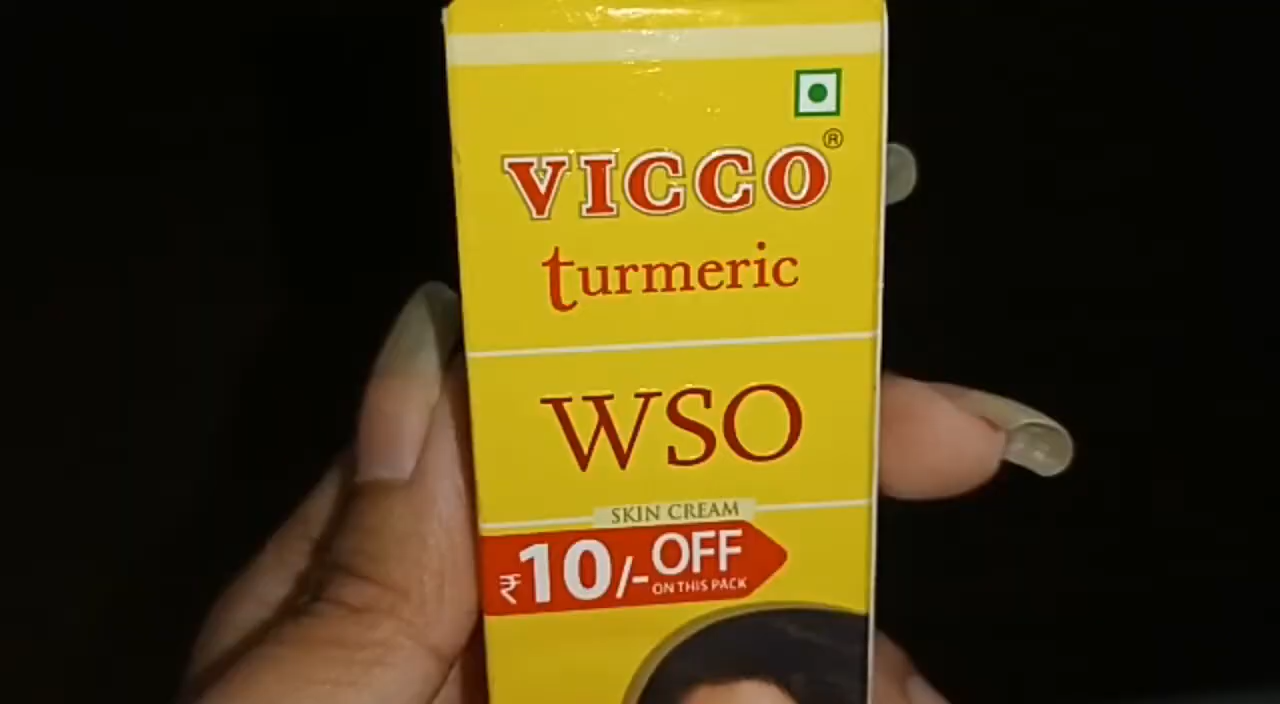 VICCO®
turmeric
WSO
SKIN CREAM
₹10/- OFF
ON THIS PACK